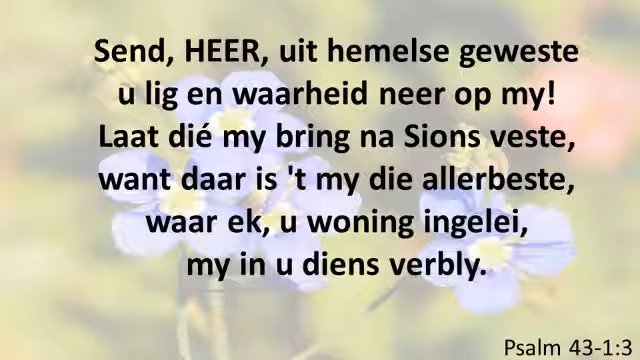 Send, HEER, uit hemelse geweste
u lig en waarheid neer op my!
Laat dié my bring na Sions veste,
want daar is 't my die allerbeste,
waar ek, u woning ingelei,
my in u diens verbly.
Psalm 43-1:3